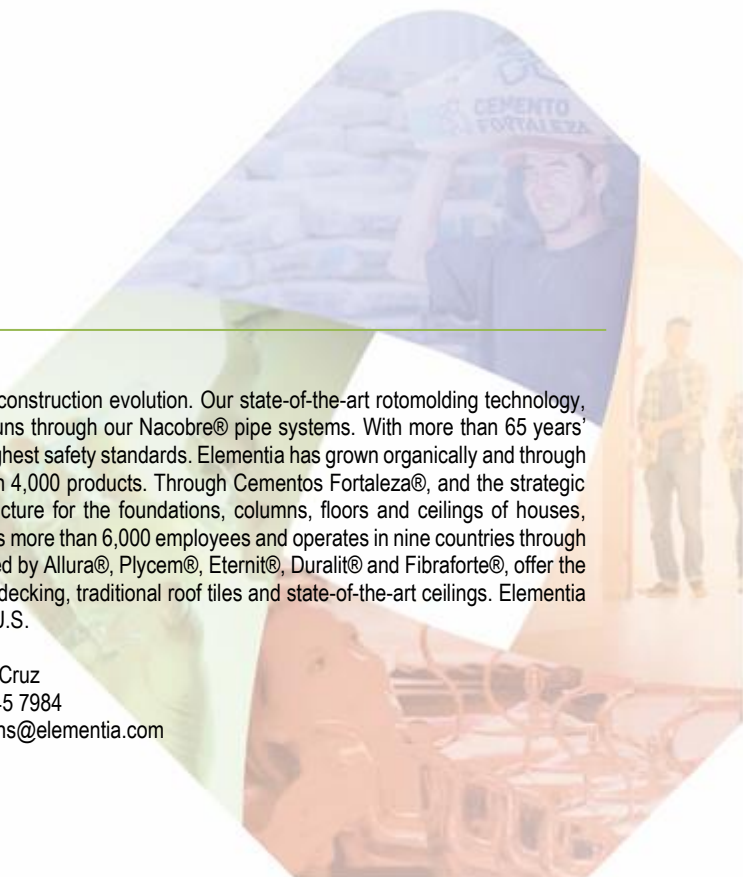 CEMENTO
FORTALEZA
construction evolution. Our state-of-the-art rotomolding technology,
uns through our Nacobre® pipe systems. With more than 65 years’
ghest safety standards. Elementia has grown organically and through
n 4,000 products. Through Cementos Fortaleza®, and the strategic
cture for the foundations, columns, floors and ceilings of houses,
s more than 6,000 employees and operates in nine countries through
ed by Allura®, Plycem®, Eternit®, Duralit® and Fibraforte®, offer the
decking, traditional roof tiles and state-of-the-art ceilings. Elementia
J.S.
Cruz
45 7984
ns@elementia.com